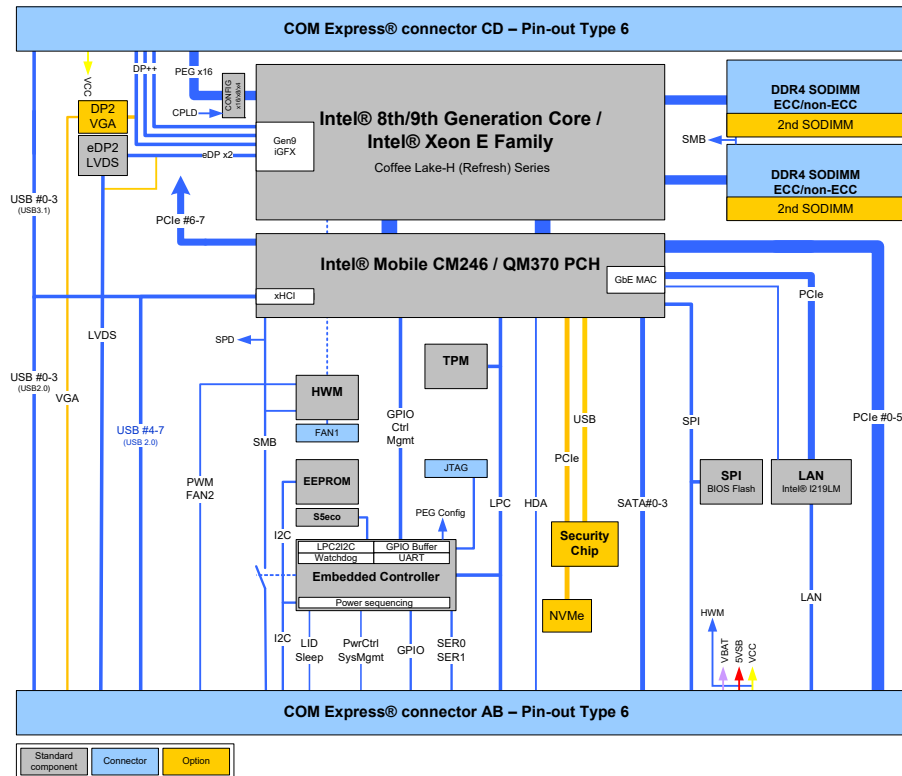 COM Express® connector CD – Pin-out Type 6
VCC
DP++
PEG x16
CONFIG
x16/x8/x4
CPLD
DP2
VGA
eDP2
LVDS
eDP x2
Gen9
iGFX
Intel® 8th/9th Generation Core /
Intel® Xeon E Family
Coffee Lake-H (Refresh) Series
DDR4 SODIMM
ECC/non-ECC
2nd SODIMM
SMB
DDR4 SODIMM
ECC/non-ECC
2nd SODIMM
USB #0-3
(USB3.1)
PCIe #6-7
Intel® Mobile CM246 / QM370 PCH
GbE MAC
xHCI
PCIe
LVDS
SPD
TPM
USB #0-3
(USB2.0)
VGA
HWM
FAN1
GPIO
Ctrl
Mgmt
USB
SPI
PCIe #0-5
USB #4-7
(USB 2.0)
SMB
PCIe
JTAG
SPI
BIOS Flash
LAN
Intel® I219LM
PWM
FAN2
EEPROM
LPC
HDA
SATA#0-3
S5eco
PEG Config
I2C
Security
Chip
LPC2I2C
GPIO Buffer
Watchdog
UART
Embedded Controller
Power sequencing
NVMe
LAN
I2C
LID
Sleep
PwrCtrl
SysMgmt
GPIO
SER0
SER1
HWM
VBAT
5VSB
VCC
COM Express® connector AB – Pin-out Type 6
Standard
component
Connector
Option